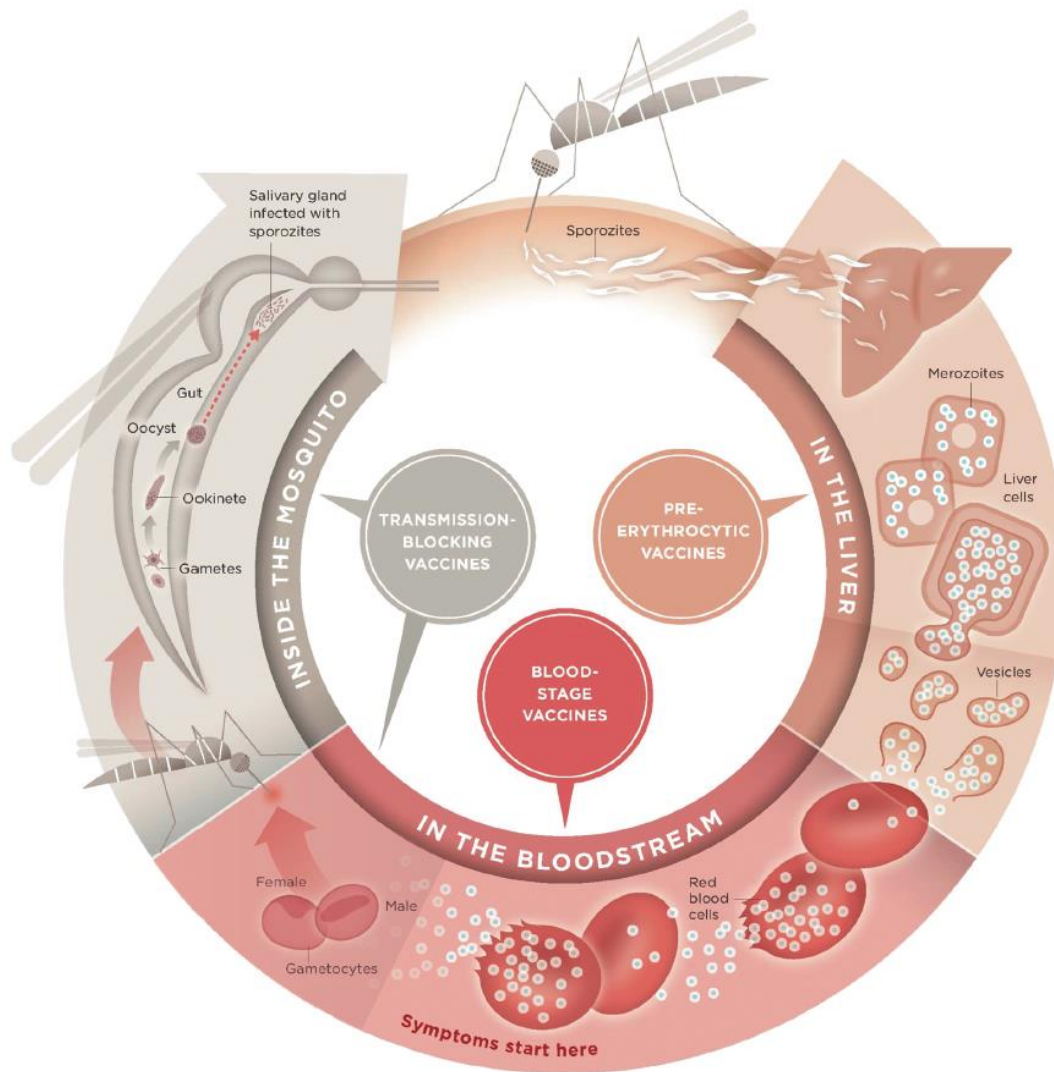 Salivary gland
infected with
sporozites
Sporozites
Gut
Oocyst
Ookinete
Gametes
INSIDE THE MOSQUITO
TRANSMISSION-
BLOCKING
VACCINES
PRE-
ERYTHROCYTIC
VACCINES
BLOOD-
STAGE
VACCINES
IN THE LIVER
Merozoites
Liver
cells
Vesicles
IN THE BLOODSTREAM
Red
blood
cells
Female
Male
Gametocytes
Symptoms start here